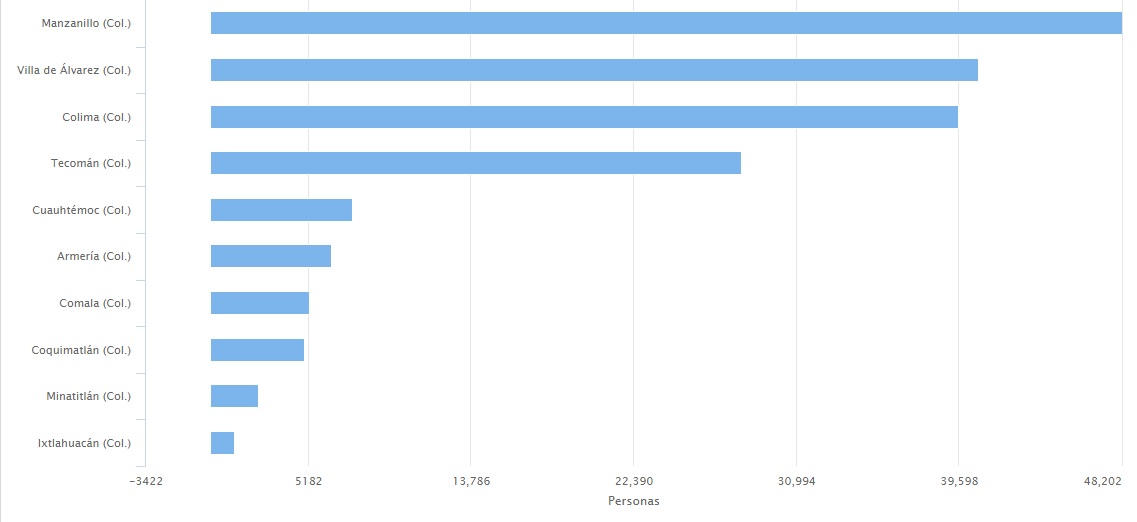 Manzanillo (Col.)
Villa de Álvarez (Col.)
Colima (Col.)
Tecomán (Col.)
Cuauhtémoc (Col.)
Armería (Col.)
Comala (Col.)
Coquimatlán (Col.)
Minatitlán (Col.)
Ixtlahuacán (Col.)
−3422 5182 13,786 22,390 30,994 39,598 48,202
Personas